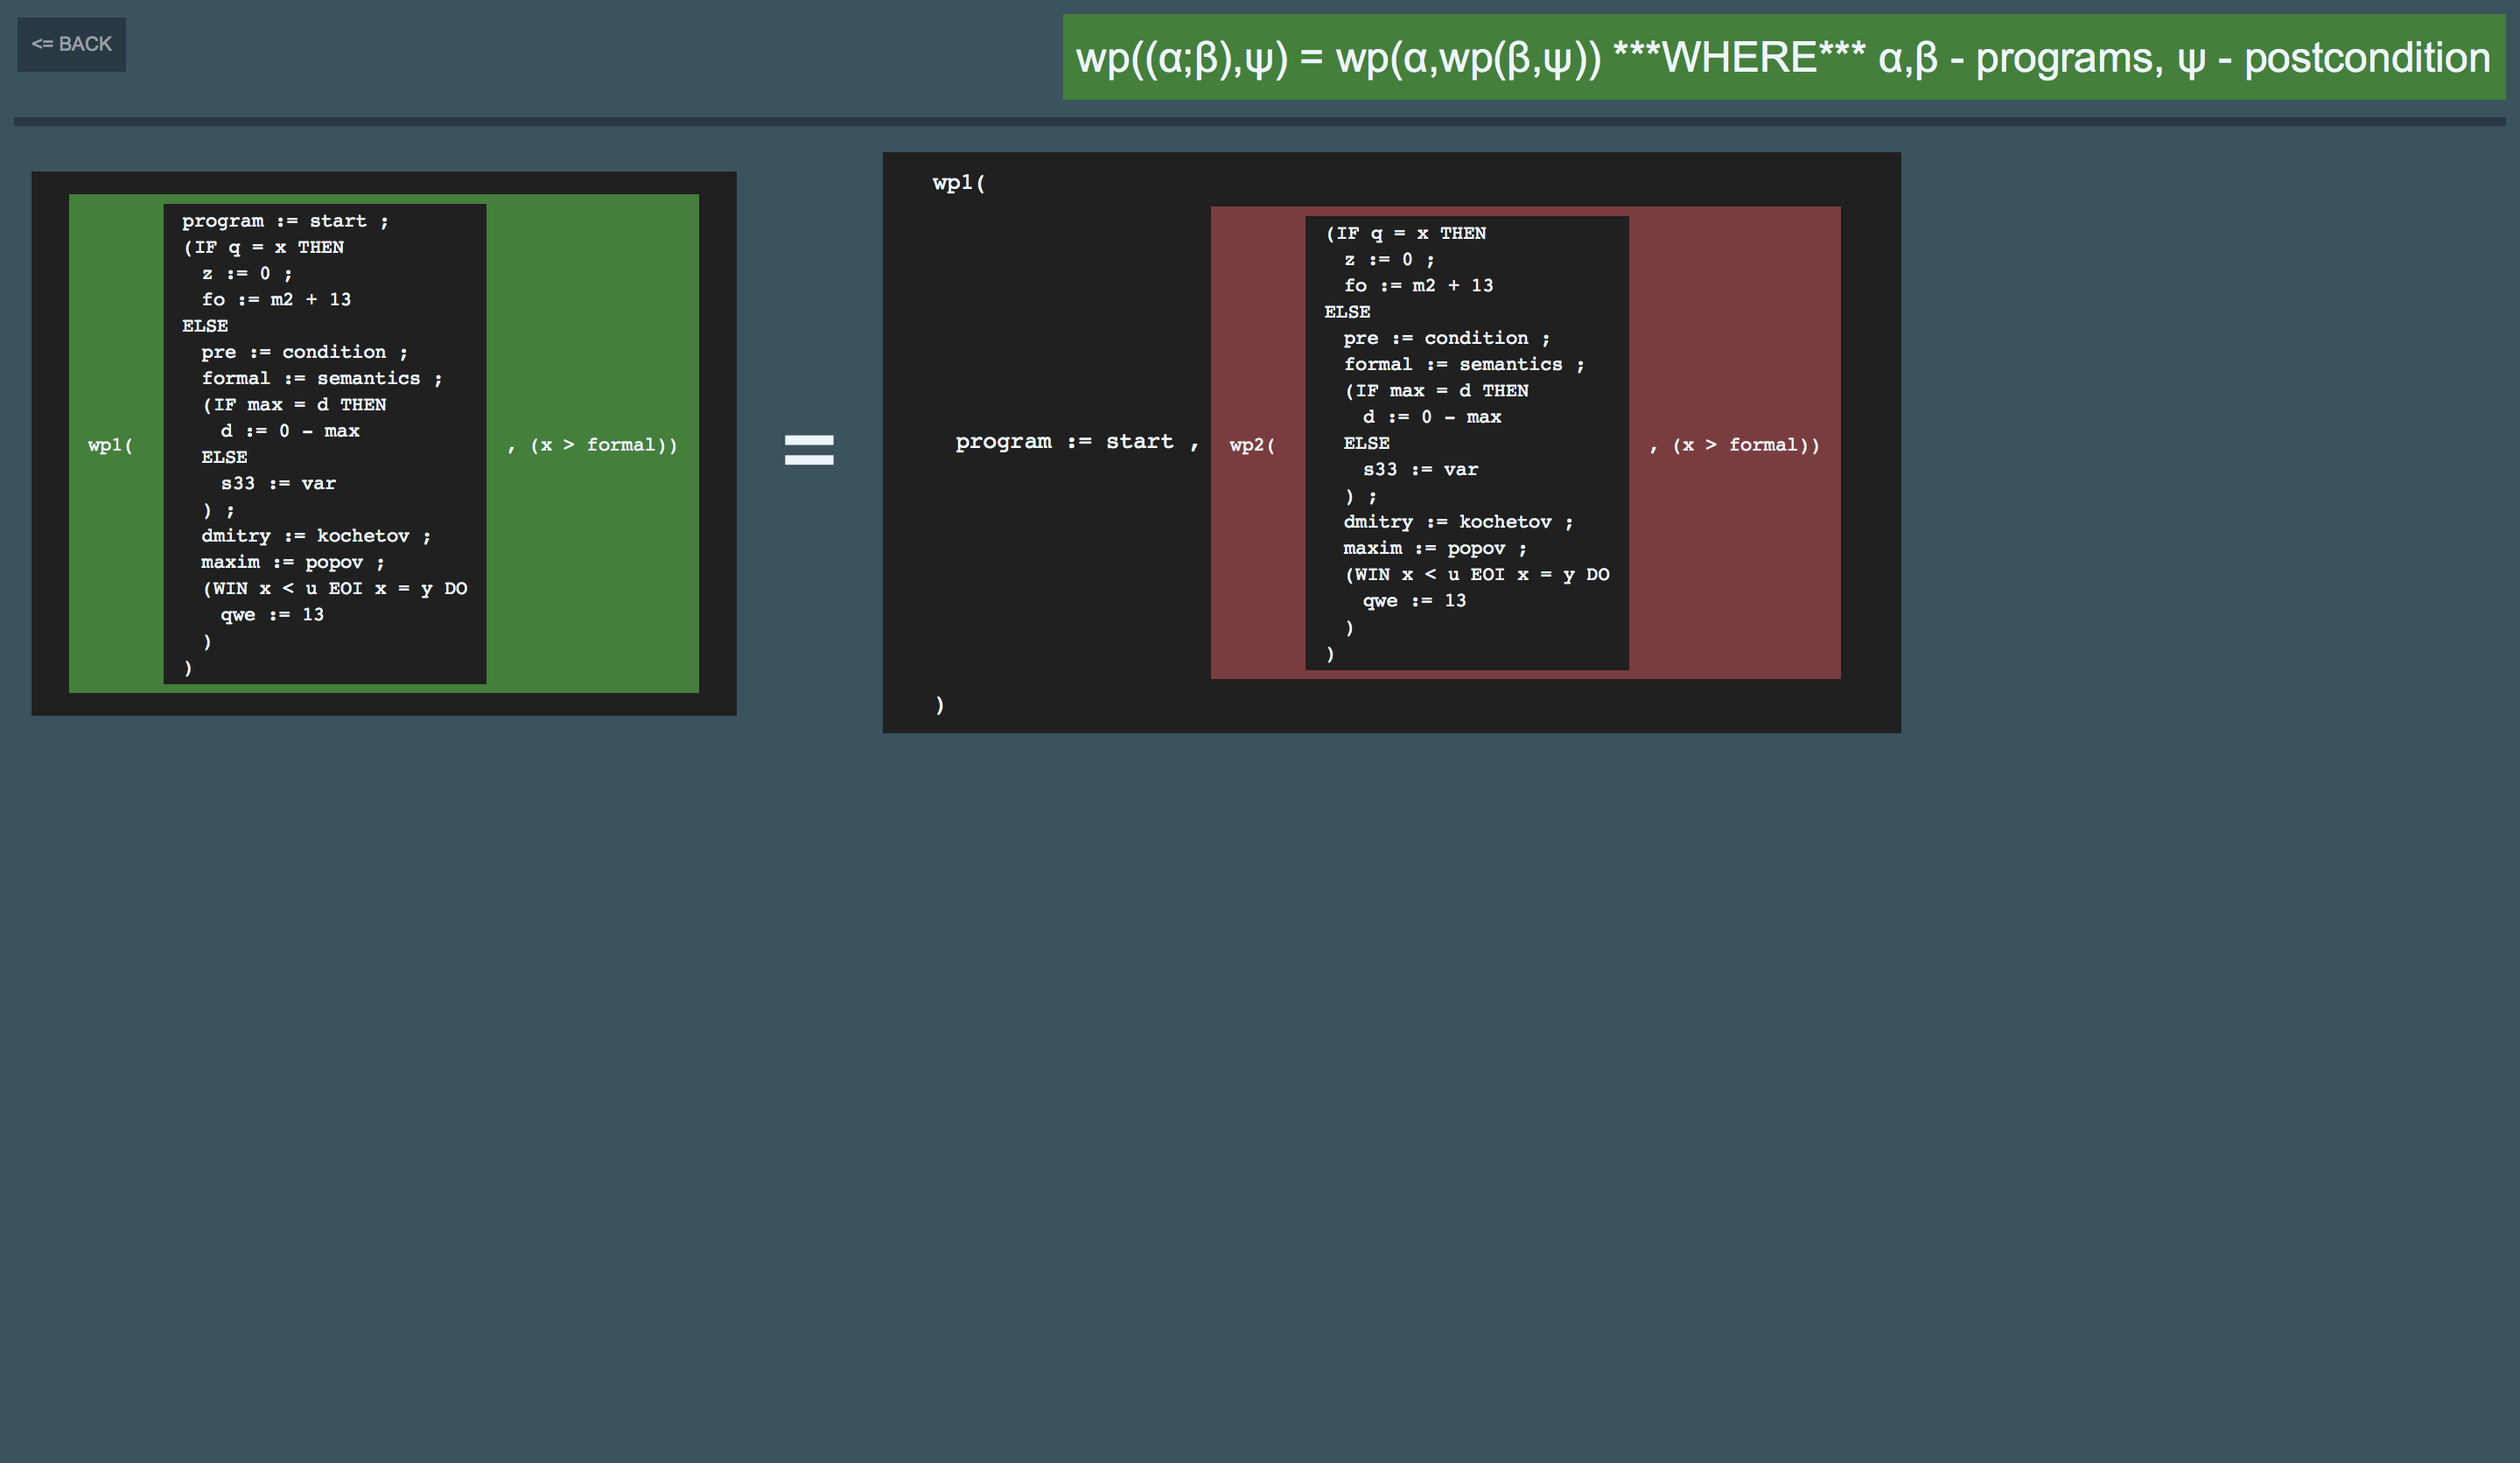 <= BACK
wp((α;β),ψ) = wp(α,wp(β,ψ)) ***WHERE*** α,β - programs, ψ - postcondition
wp1(
program := start ;
(IF q = x THEN
z := 0 ;
fo := m2 + 13
ELSE
pre := condition ;
formal := semantics ;
(IF max = d THEN
d := 0 - max
ELSE
s33 := var
) ;
dmitry := kochetov ;
maxim := popov ;
(WIN x < u EOI x = y DO
qwe := 13
)
)
, (x > formal))
=
wp1(
program := start ,
wp2(
(IF q = x THEN
z := 0 ;
fo := m2 + 13
ELSE
pre := condition ;
formal := semantics ;
(IF max = d THEN
d := 0 - max
ELSE
s33 := var
) ;
dmitry := kochetov ;
maxim := popov ;
(WIN x < u EOI x = y DO
qwe := 13
)
)
, (x > formal))
)